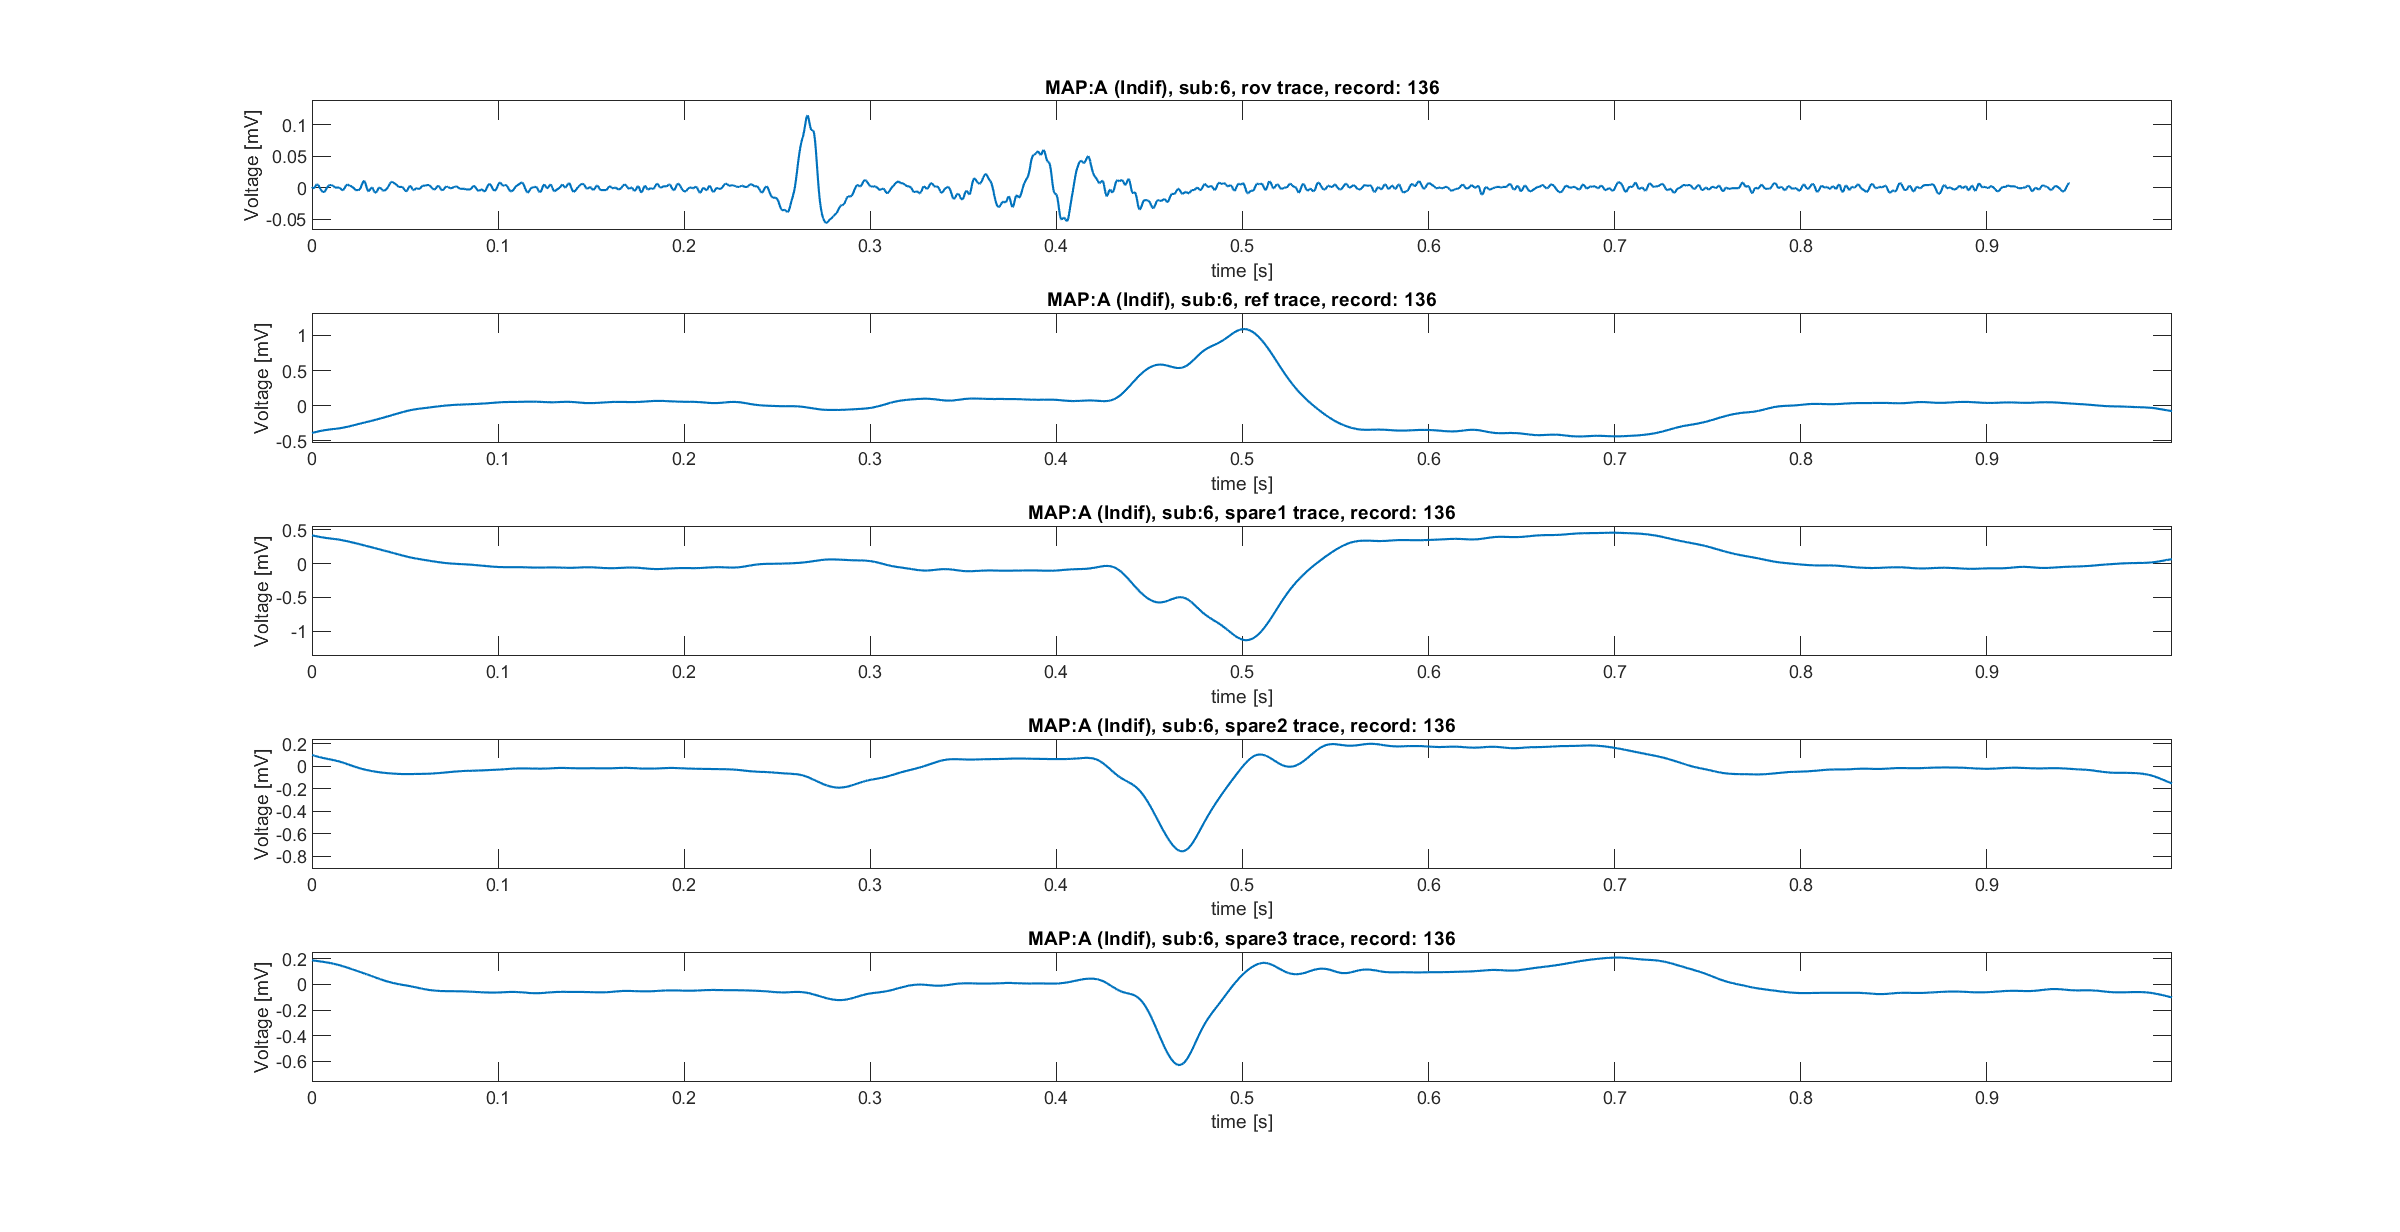 MAP:A (Indif), sub:6, rov trace, record: 136
Voltage [mV]
0.1
0.05
0
-0.05
0 0.1 0.2 0.3 0.4 0.5 0.6 0.7 0.8 0.9
time [s]
MAP:A (Indif), sub:6, ref trace, record: 136
Voltage [mV]
1
0.5
0
-0.5
0 0.1 0.2 0.3 0.4 0.5 0.6 0.7 0.8 0.9
time [s]
MAP:A (Indif), sub:6, spare1 trace, record: 136
Voltage [mV]
0.5
0
-0.5
-1
0 0.1 0.2 0.3 0.4 0.5 0.6 0.7 0.8 0.9
time [s]
MAP:A (Indif), sub:6, spare2 trace, record: 136
Voltage [mV]
0.2
0
-0.2
-0.4
-0.6
-0.8
0 0.1 0.2 0.3 0.4 0.5 0.6 0.7 0.8 0.9
time [s]
MAP:A (Indif), sub:6, spare3 trace, record: 136
Voltage [mV]
0.2
0
-0.2
-0.4
-0.6
0 0.1 0.2 0.3 0.4 0.5 0.6 0.7 0.8 0.9
time [s]